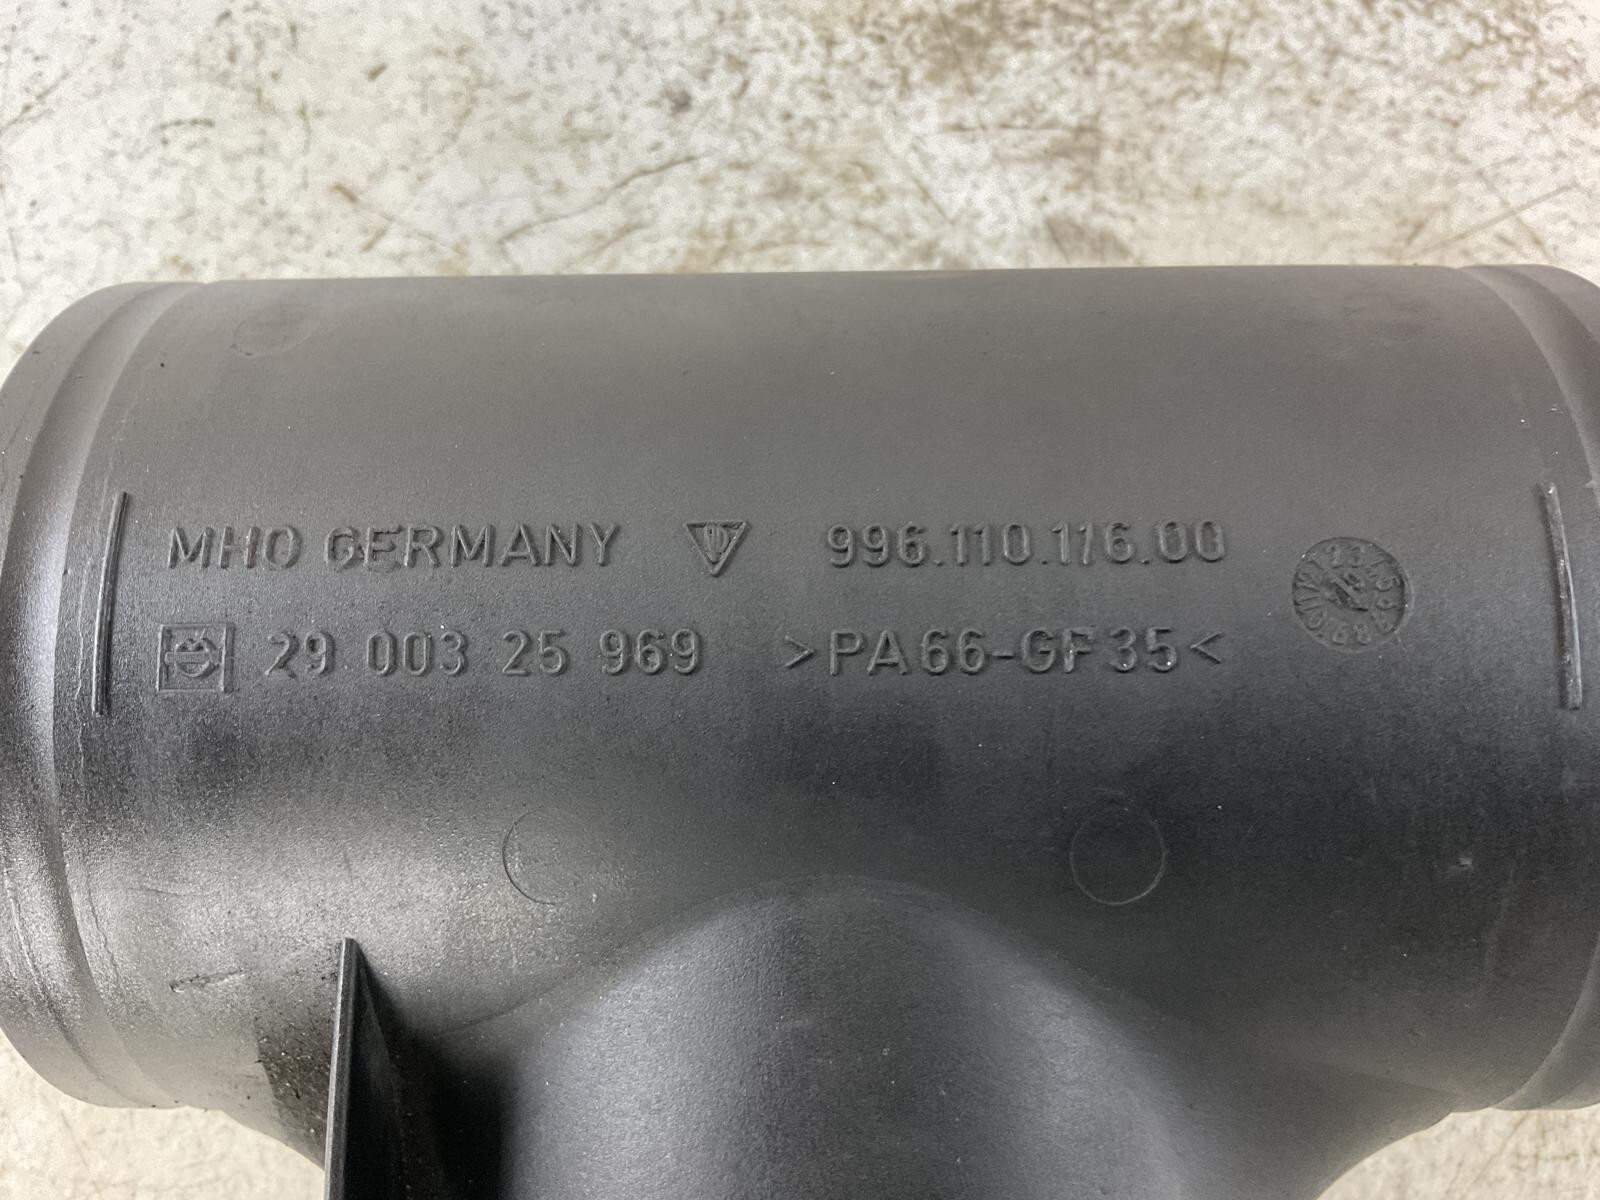 MHO GERMANY 996.110.116.00
29 003 25 969 >PA66-GF35<